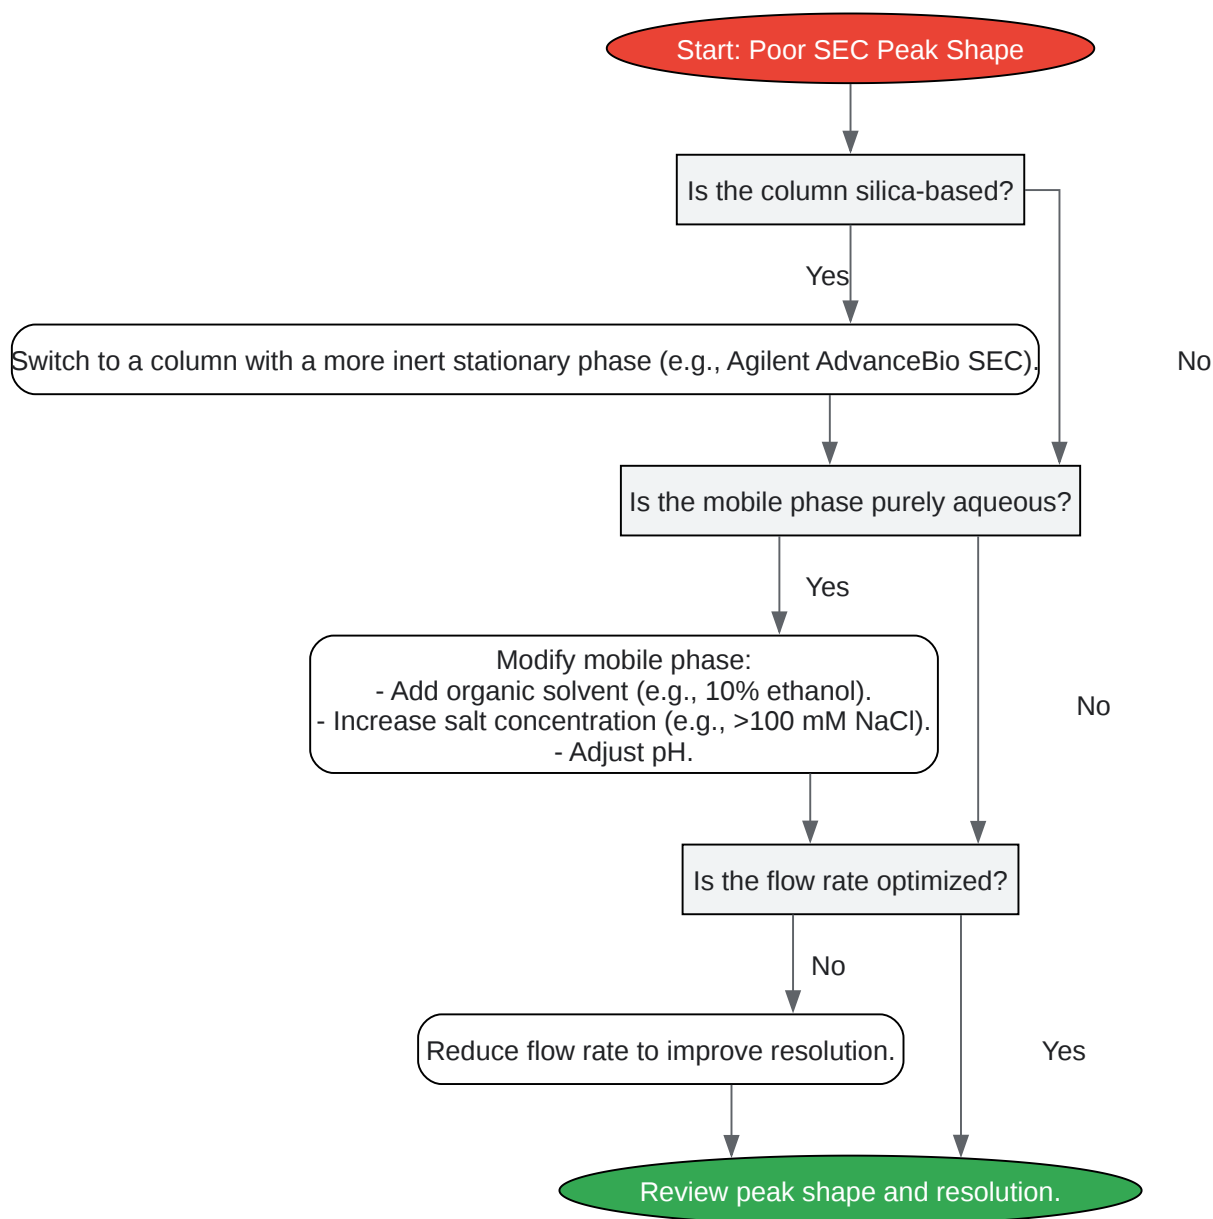 Start: Poor SEC Peak Shape
Is the column silica-based?
Yes
Switch to a column with a more inert stationary phase (e.g., Agilent AdvanceBio SEC).
No
Is the mobile phase purely aqueous?
Yes
Modify mobile phase:
- Add organic solvent (e.g., 10% ethanol).
- Increase salt concentration (e.g., >100 mM NaCl).
- Adjust pH.
No
Is the flow rate optimized?
No
Reduce flow rate to improve resolution.
Yes
Review peak shape and resolution.